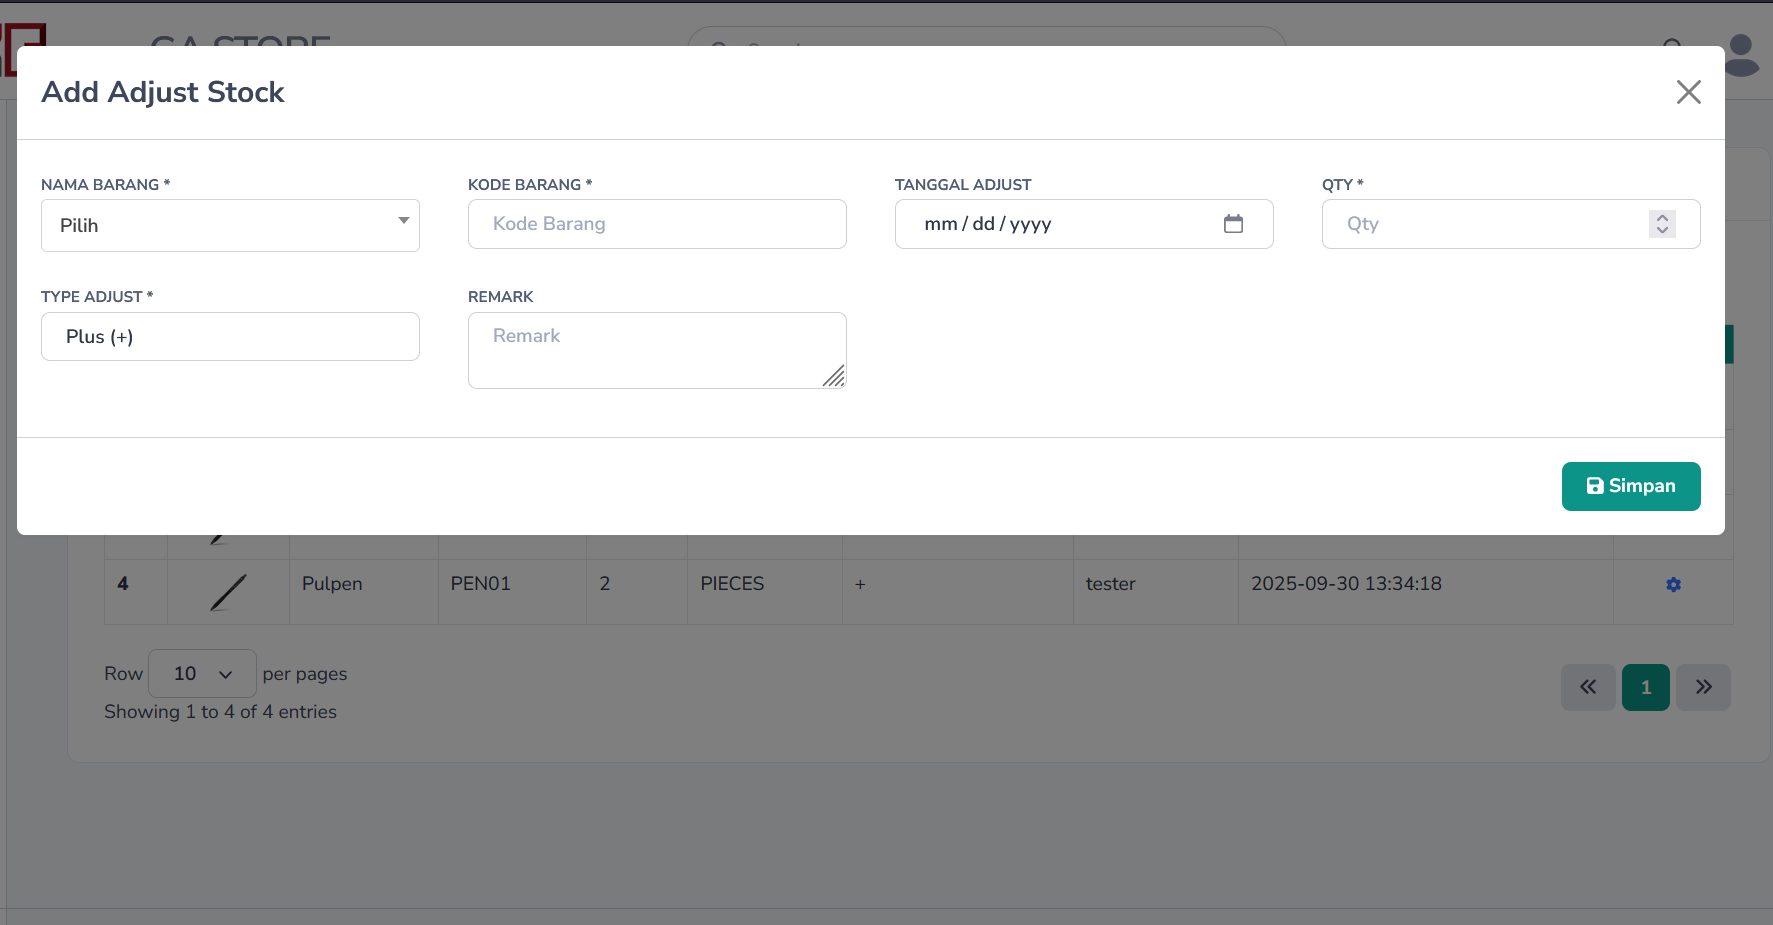 Add Adjust Stock
NAMA BARANG *
KODE BARANG *
TANGGAL ADJUST
QTY *
Pilih
Kode Barang
mm / dd / yyyy
Qty
TYPE ADJUST *
REMARK
Plus (+)
Remark
Simpan
4 Pulpen PEN01 2 PIECES + tester 2025-09-30 13:34:18
Row 10 per pages
« 1 »
Showing 1 to 4 of 4 entries